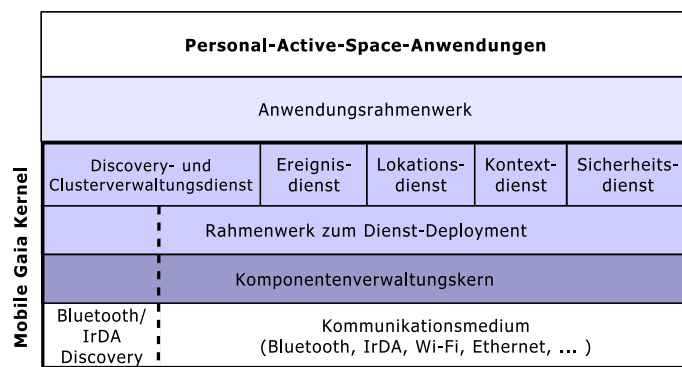 Personal-Active-Space-Anwendungen
Anwendungsrahmenwerk
Mobile Gaia Kernel
Discovery- und
Clusterverwaltungsdienst
Ereignis-
dienst
Lokations-
dienst
Kontext-
dienst
Sicherheits-
dienst
Rahmenwerk zum Dienst-Deployment
Komponentenverwaltungskern
Bluetooth/
IrDA
Discovery
Kommunikationsmedium
(Bluetooth, IrDA, Wi-Fi, Ethernet, ... )